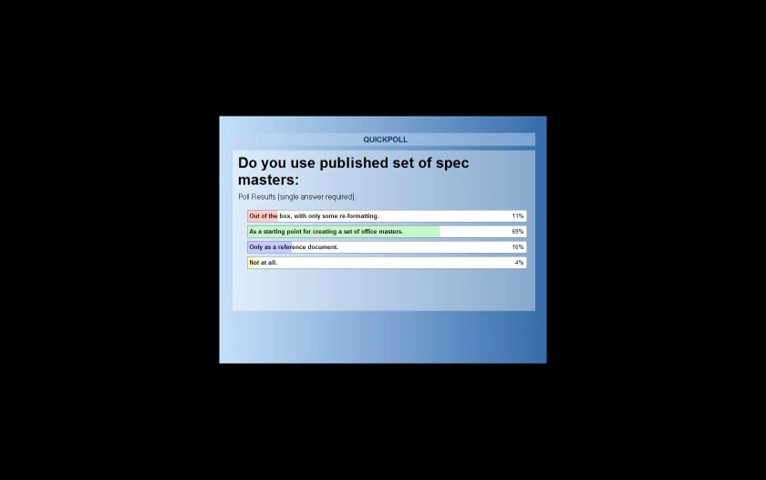 QUICKPOLL
Do you use published set of spec
masters:
Poll Results (single answer required):
Out of the box, with only some re-formatting. 11%
As a starting point for creating a set of office masters. 69%
Only as a reference document. 16%
Not at all. 4%